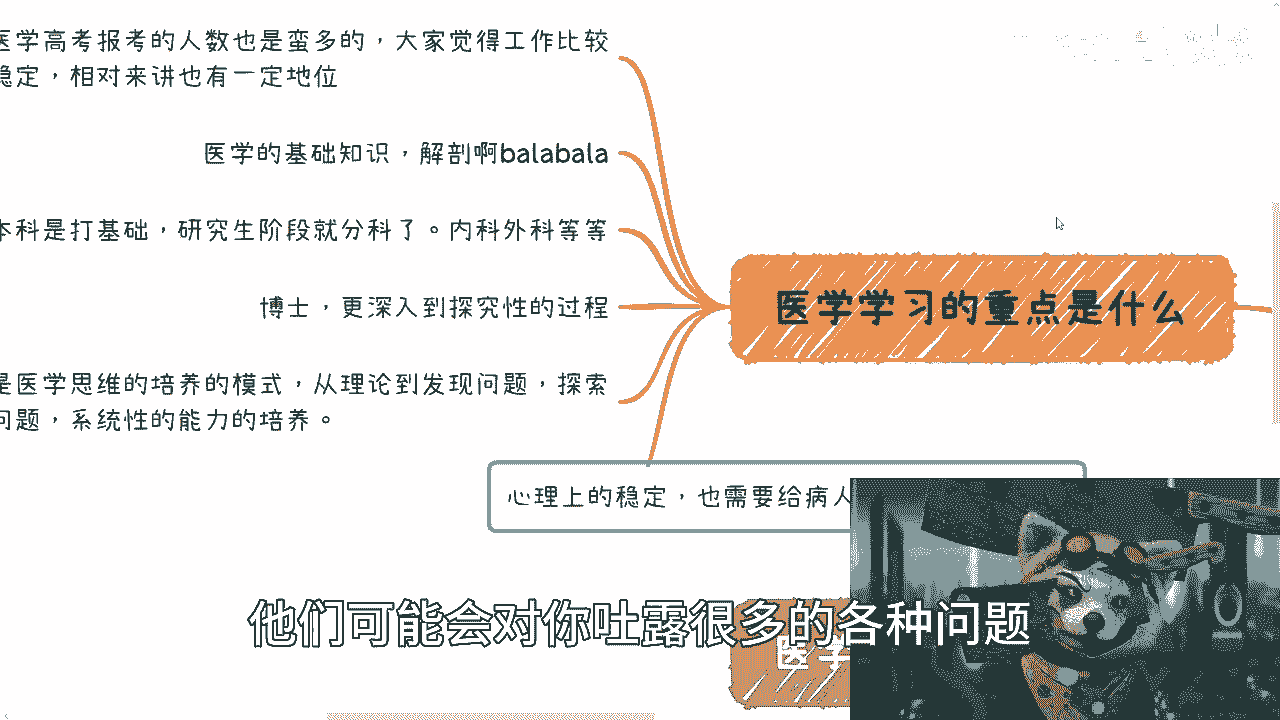 医学高考报考的人数也是蛮多的，大家觉得工作比较
稳定，相对来讲也有一定地位
医学的基础知识，解剖啊balabala
本科是打基础，研究生阶段就分科了。内科外科等等
博士，更深入到探究性的过程
是医学思维的培养的模式，从理论到发现问题，探索
问题，系统性的能力的培养。
心理上的稳定，也需要给病人
医学学习的重点是什么
他们可能会对你吐露很多的各种问题
医学